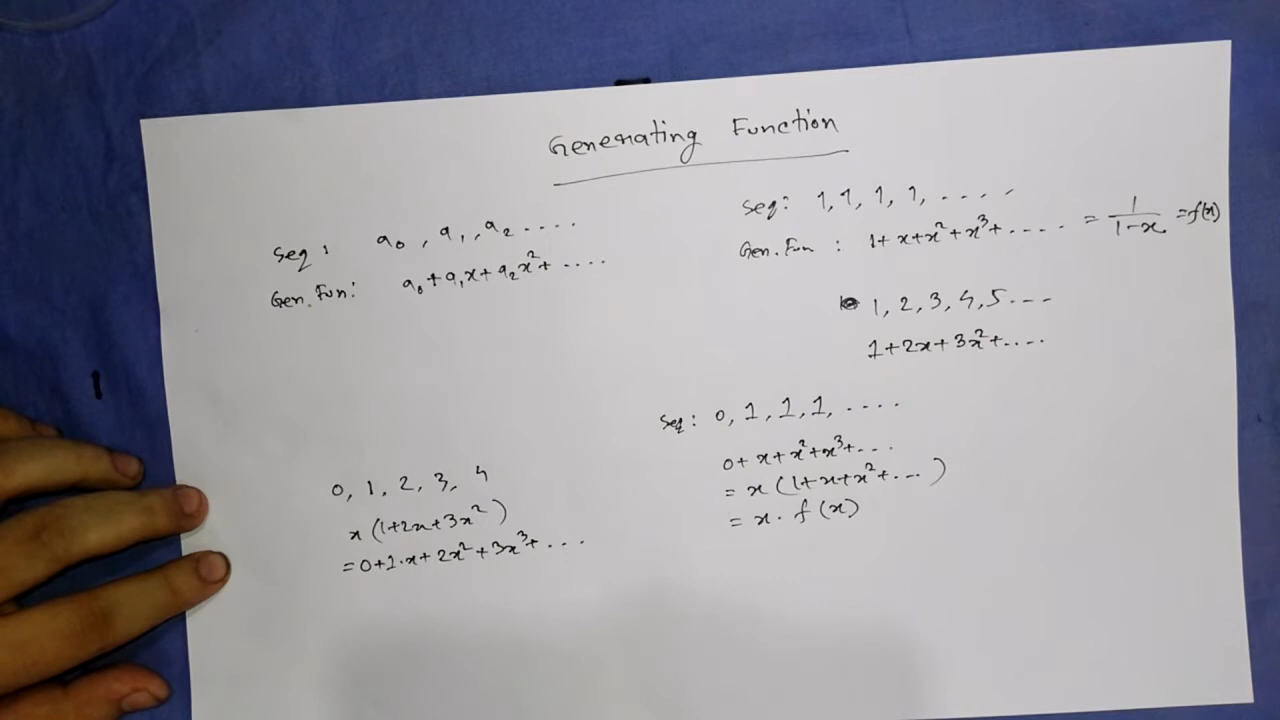 Generating Function
Seq: a₀, a₁, a₂ ....
Gen. Fun: a₀+a₁x+a₂x²+ ....
Seq: 1, 1, 1, 1, ....
Gen. Fun : 1+x+x²+x³+ .... = 1/(1-x) = f(x)
1, 2, 3, 4, 5...
1+2x+3x²+....
Seq: 0, 1, 1, 1, ....
0+x+x²+x³+...
= x (1+x+x²+...)
= x. f(x)
0, 1, 2, 3, 4
x (1+2x+3x²)
=0+1.x+2x²+3x³+...